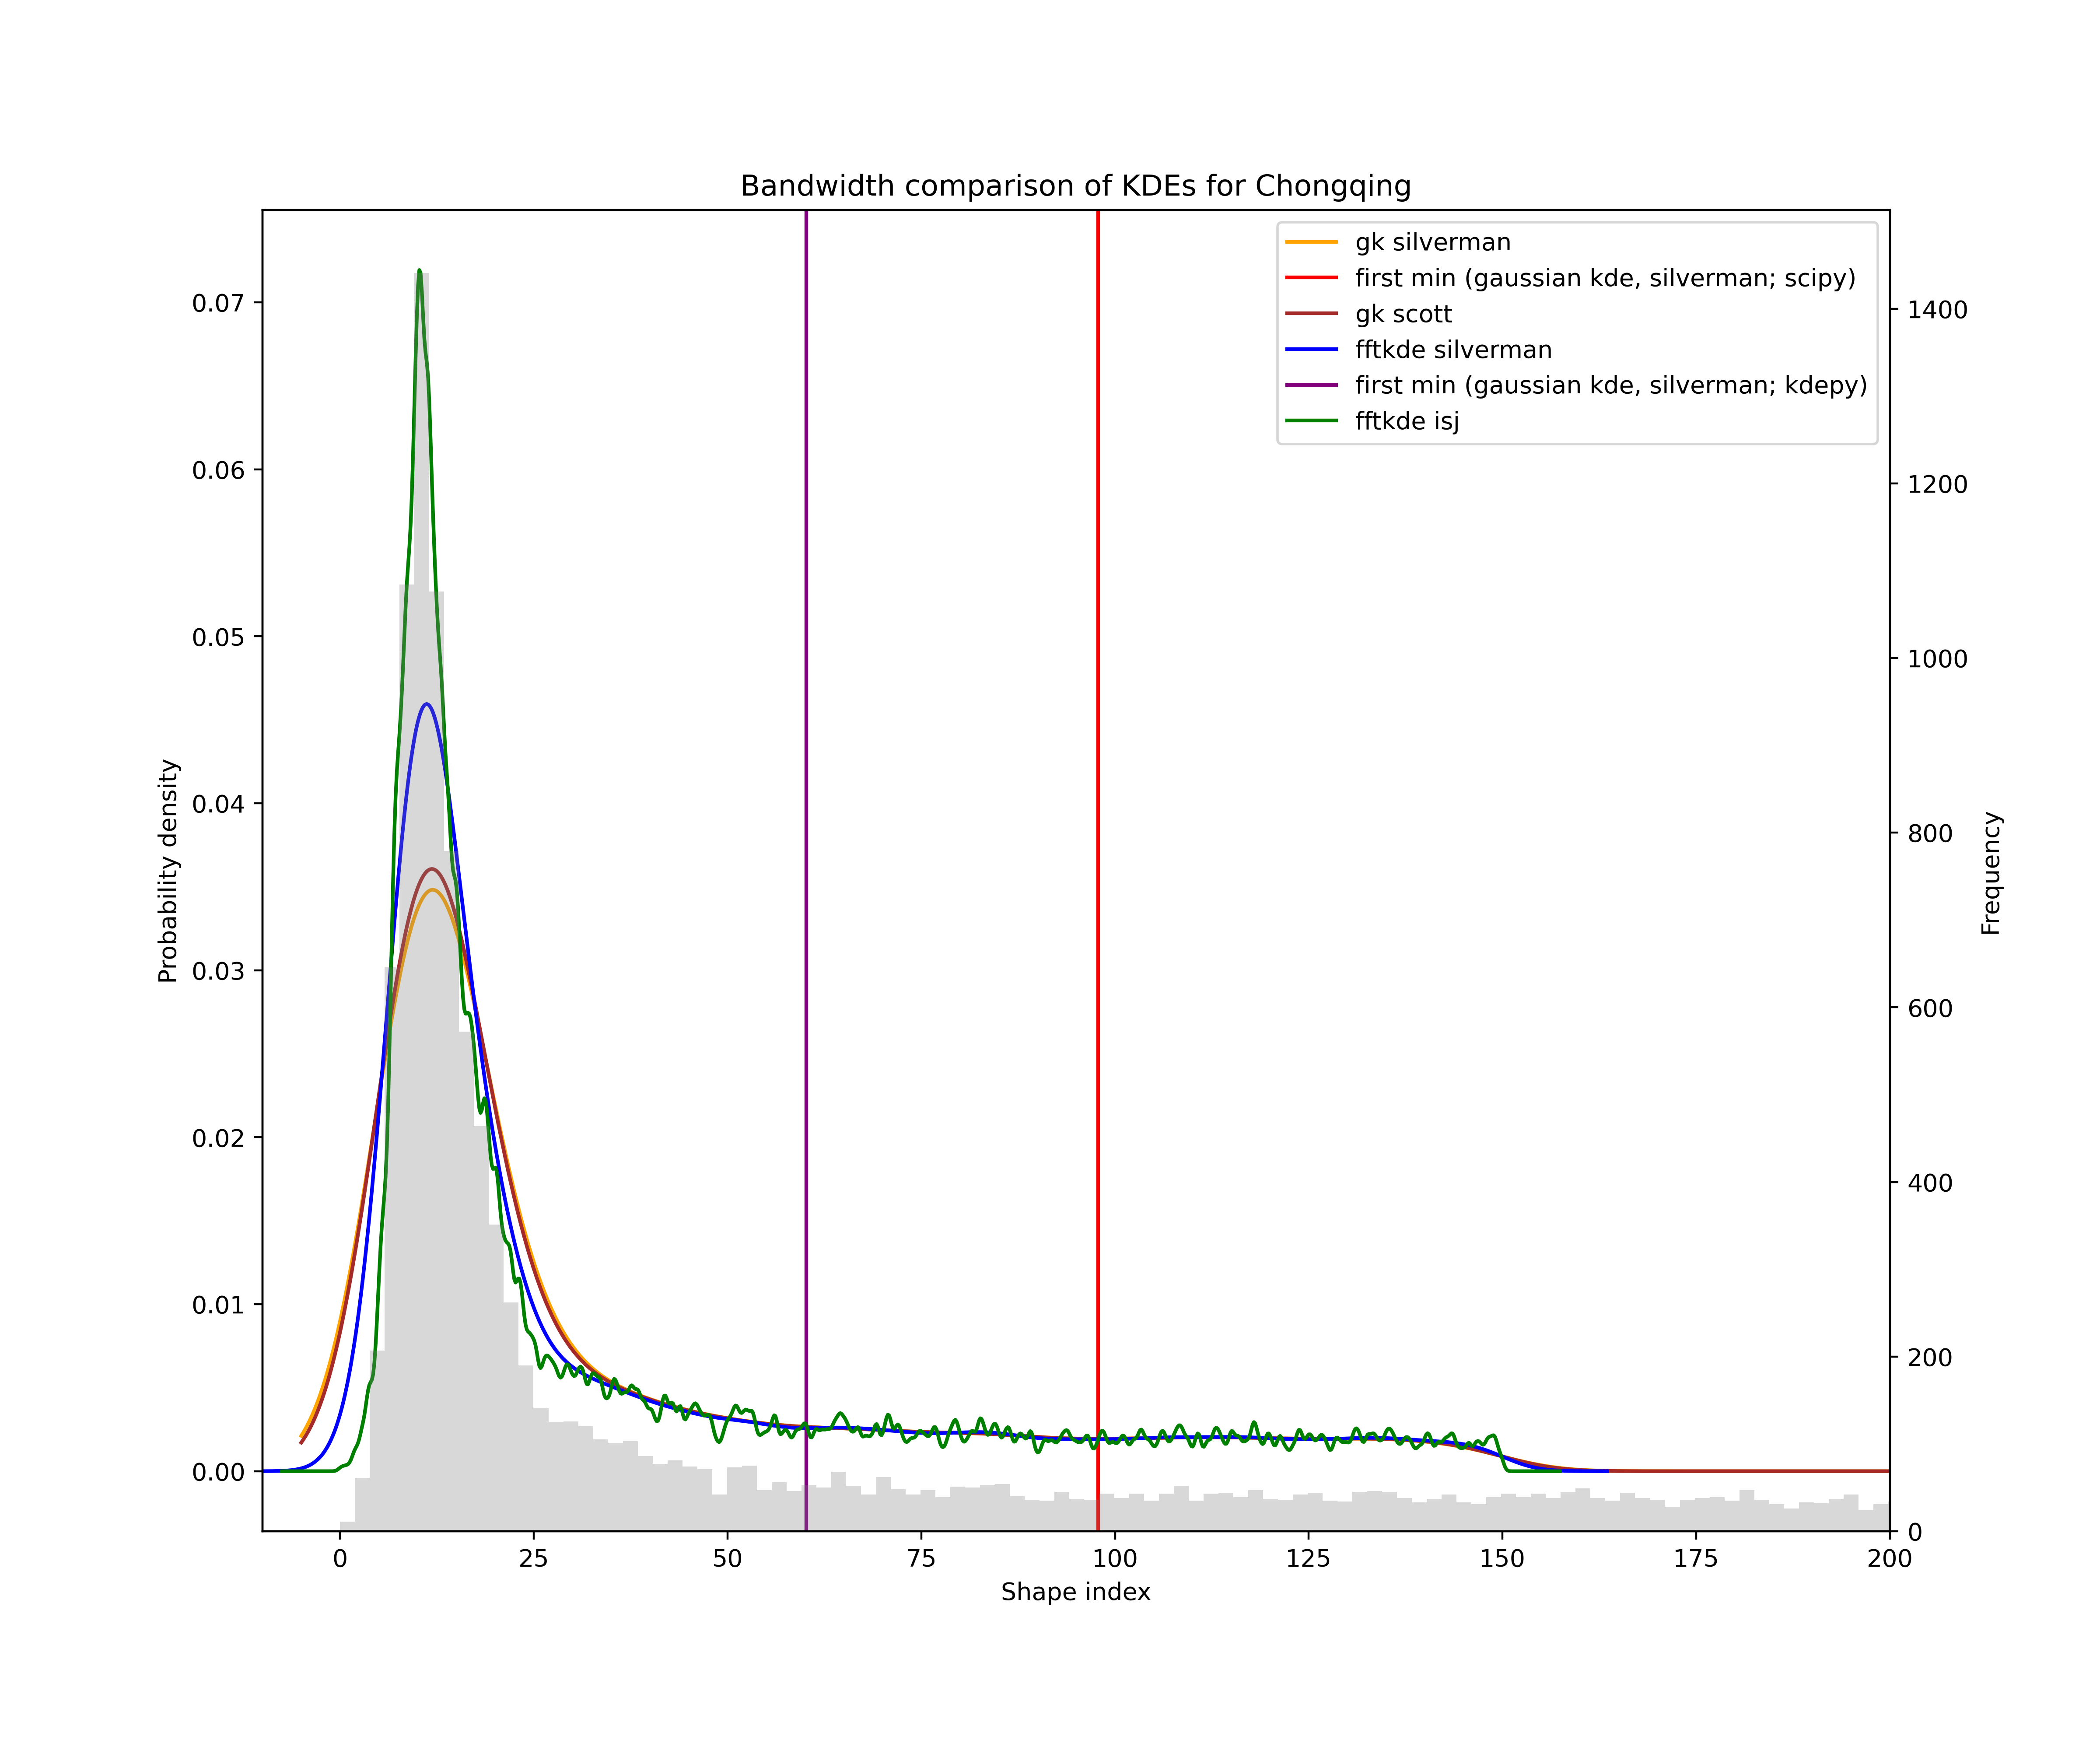 Bandwidth comparison of KDEs for Chongqing
gk silverman
first min (gaussian kde, silverman; scipy)
gk scott
fftkde silverman
first min (gaussian kde, silverman; kdepy)
fftkde isj
Probability density
0.07
0.06
0.05
0.04
0.03
0.02
0.01
0.00
1400
1200
1000
800
600
400
200
0
Frequency
0 25 50 75 100 125 150 175 200
Shape index